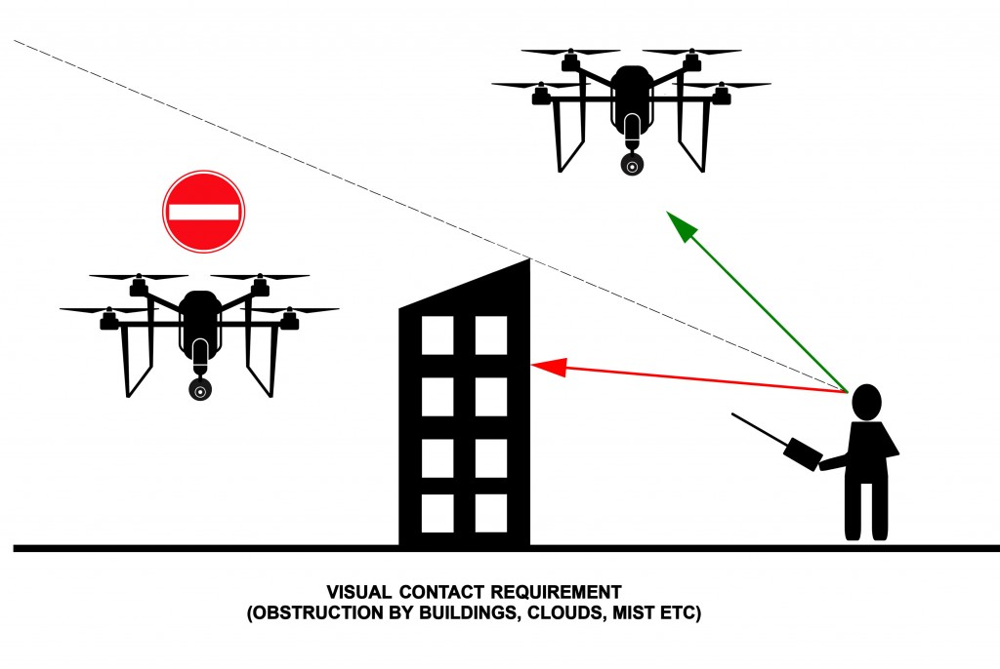 VISUAL CONTACT REQUIREMENT
(OBSTRUCTION BY BUILDINGS, CLOUDS, MIST ETC)